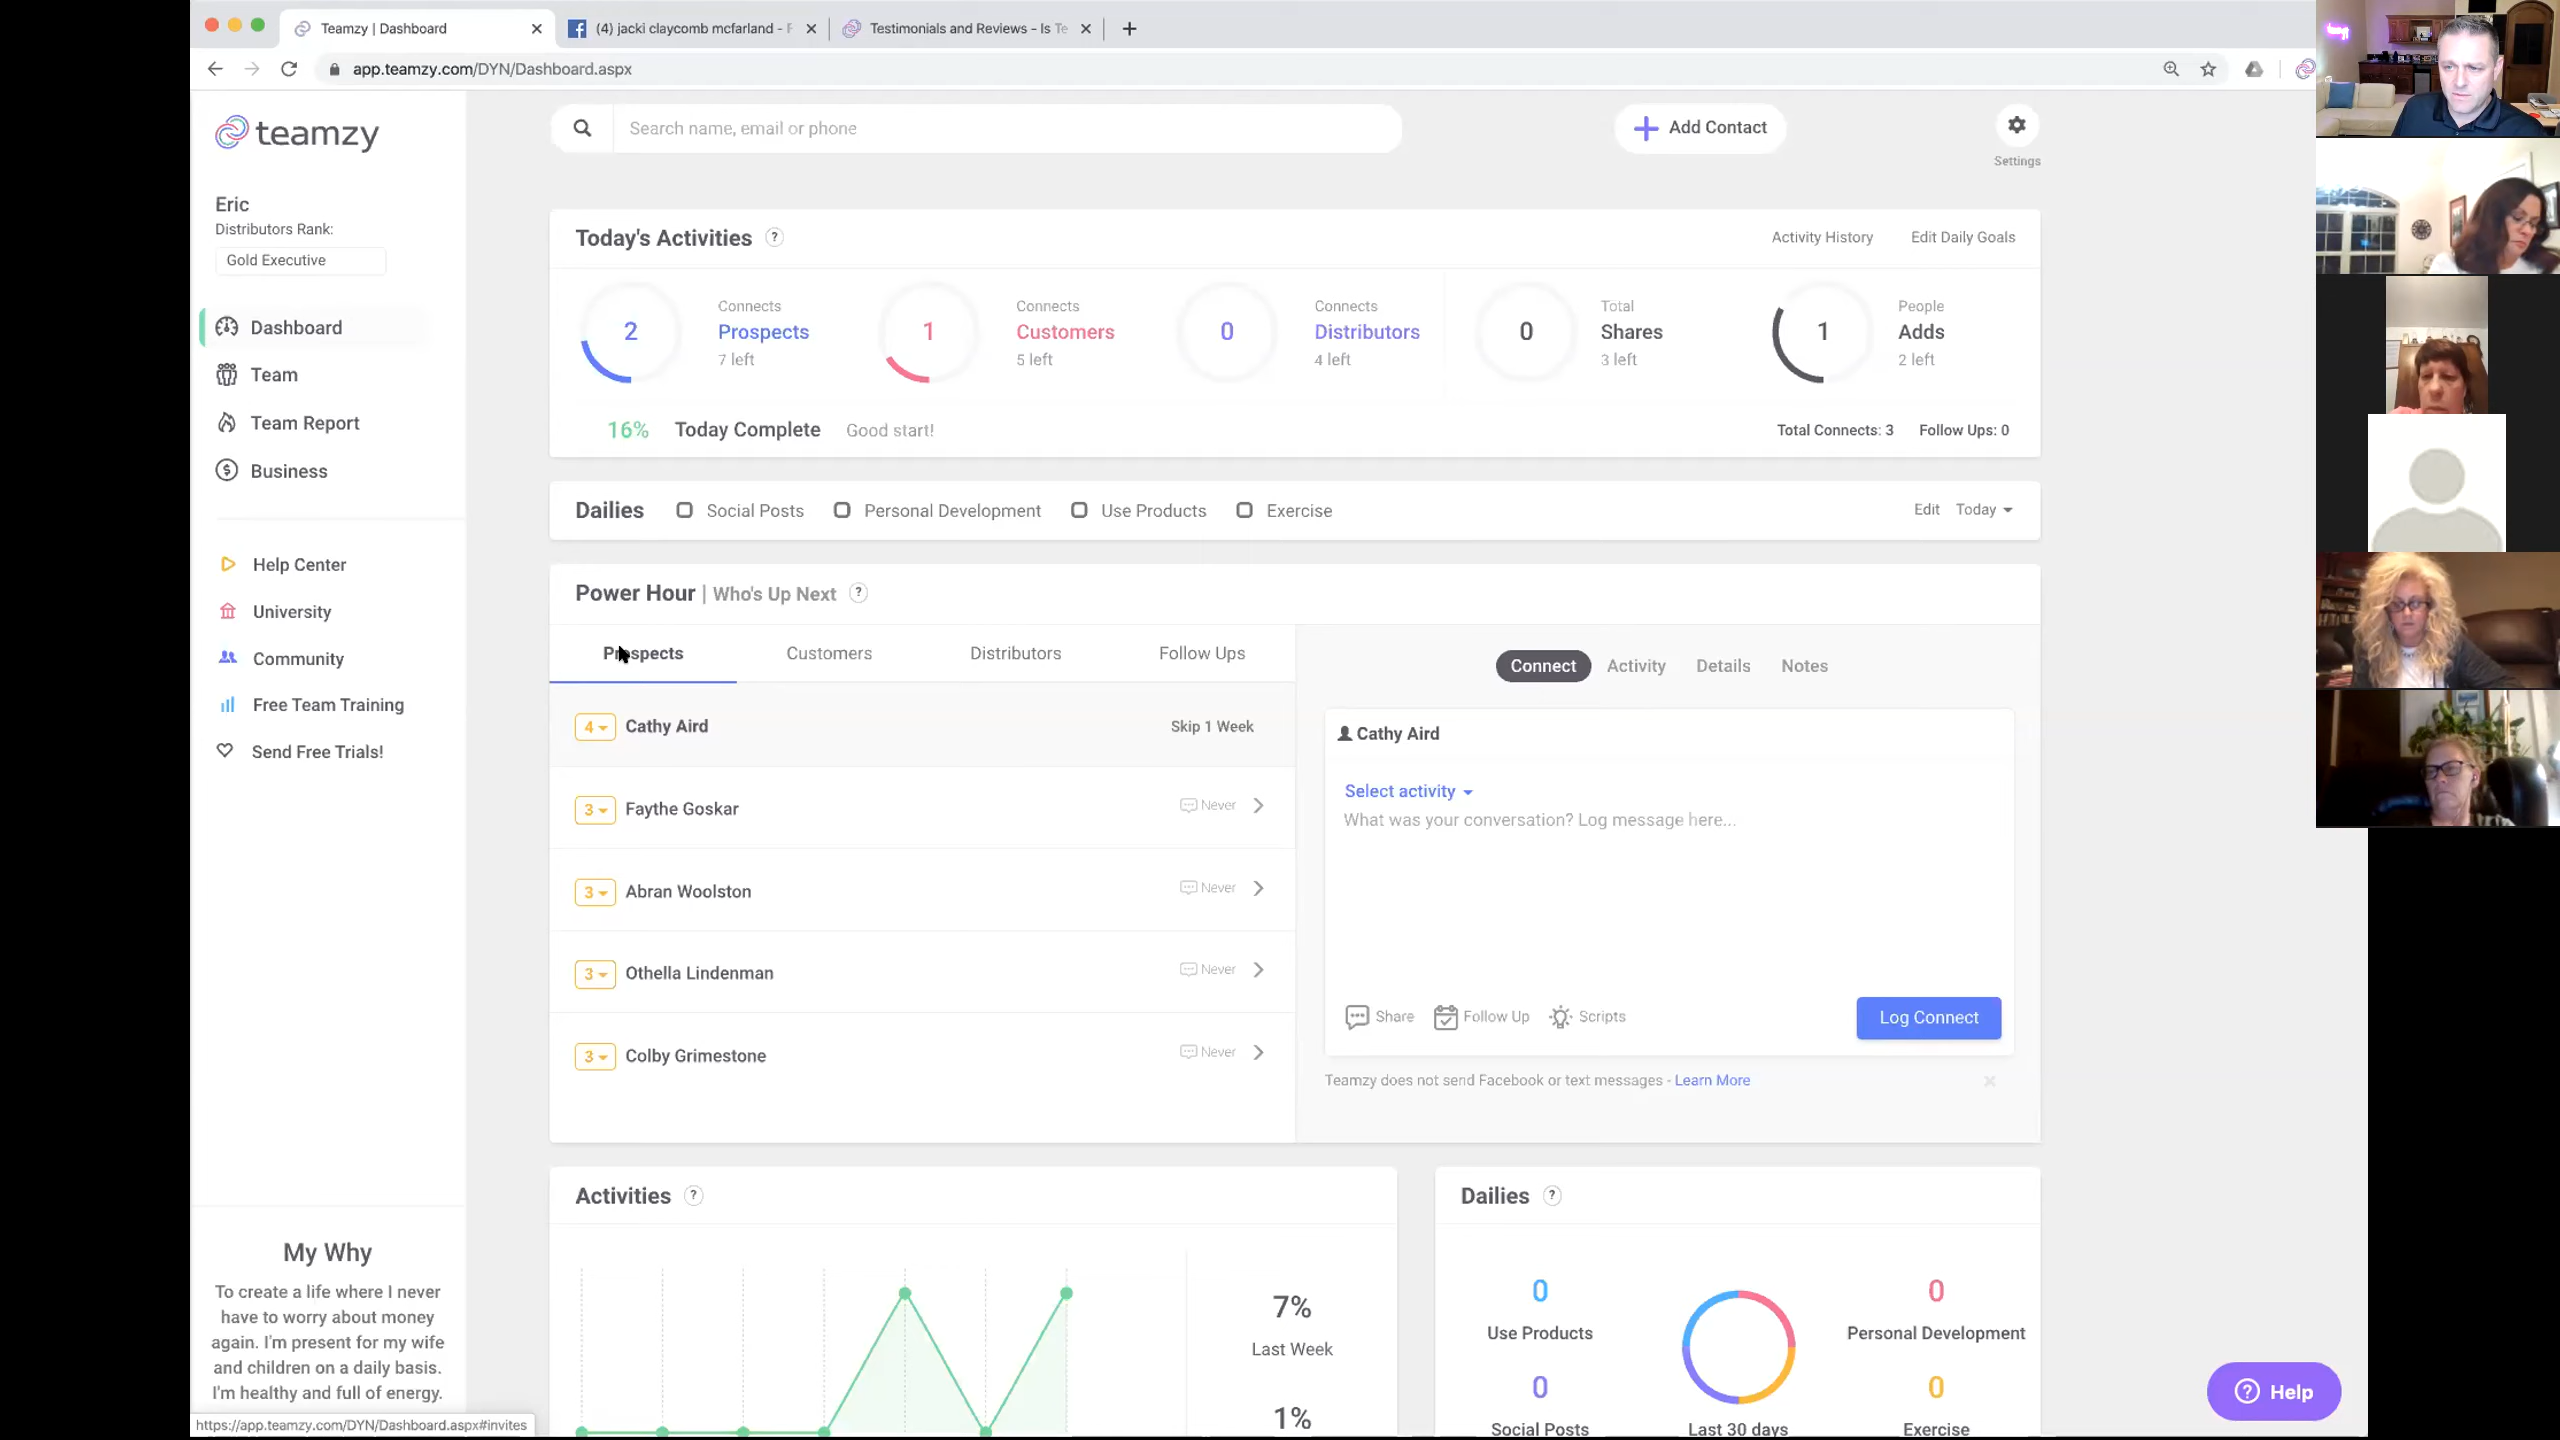 Teamzy | Dashboard
(4) jacki claycomb mcfarland - F
Testimonials and Reviews - Is Te
app.teamzy.com/DYN/Dashboard.aspx
teamzy
Search name, email or phone
Add Contact
Settings
Eric
Distributors Rank:
Gold Executive
Dashboard
Team
Team Report
Business
Help Center
University
Community
Free Team Training
Send Free Trials!
My Why
To create a life where I never
have to worry about money
again. I'm present for my wife
and children on a daily basis.
I'm healthy and full of energy.
https://app.teamzy.com/DYN/Dashboard.aspx#invites
Today's Activities ?
Activity History
Edit Daily Goals
2
Connects
Prospects
7 left
1
Connects
Customers
5 left
0
Connects
Distributors
4 left
0
Total
Shares
3 left
1
People
Adds
2 left
16% Today Complete Good start!
Total Connects: 3 Follow Ups: 0
Dailies Social Posts Personal Development Use Products Exercise
Edit Today
Power Hour | Who's Up Next ?
Prospects Customers Distributors Follow Ups
4 Cathy Aird Skip 1 Week
3 Faythe Goskar Never
3 Abran Woolston Never
3 Othella Lindenman Never
3 Colby Grimestone Never
Connect Activity Details Notes
Cathy Aird
Select activity
What was your conversation? Log message here...
Share Follow Up Scripts Log Connect
Teamzy does not send Facebook or text messages - Learn More
Activities ?
7%
Last Week
1%
Dailies ?
0
Use Products
0
Personal Development
0
Social Posts
Last 30 days
0
Exercise
? Help